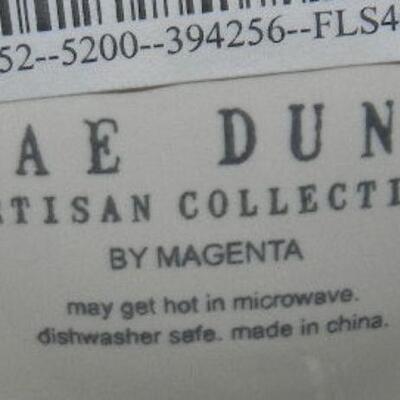 52--5200--394256--FLS4
AE DUN
TISAN COLLECTI
BY MAGENTA
may get hot in microwave.
dishwasher safe. made in china.